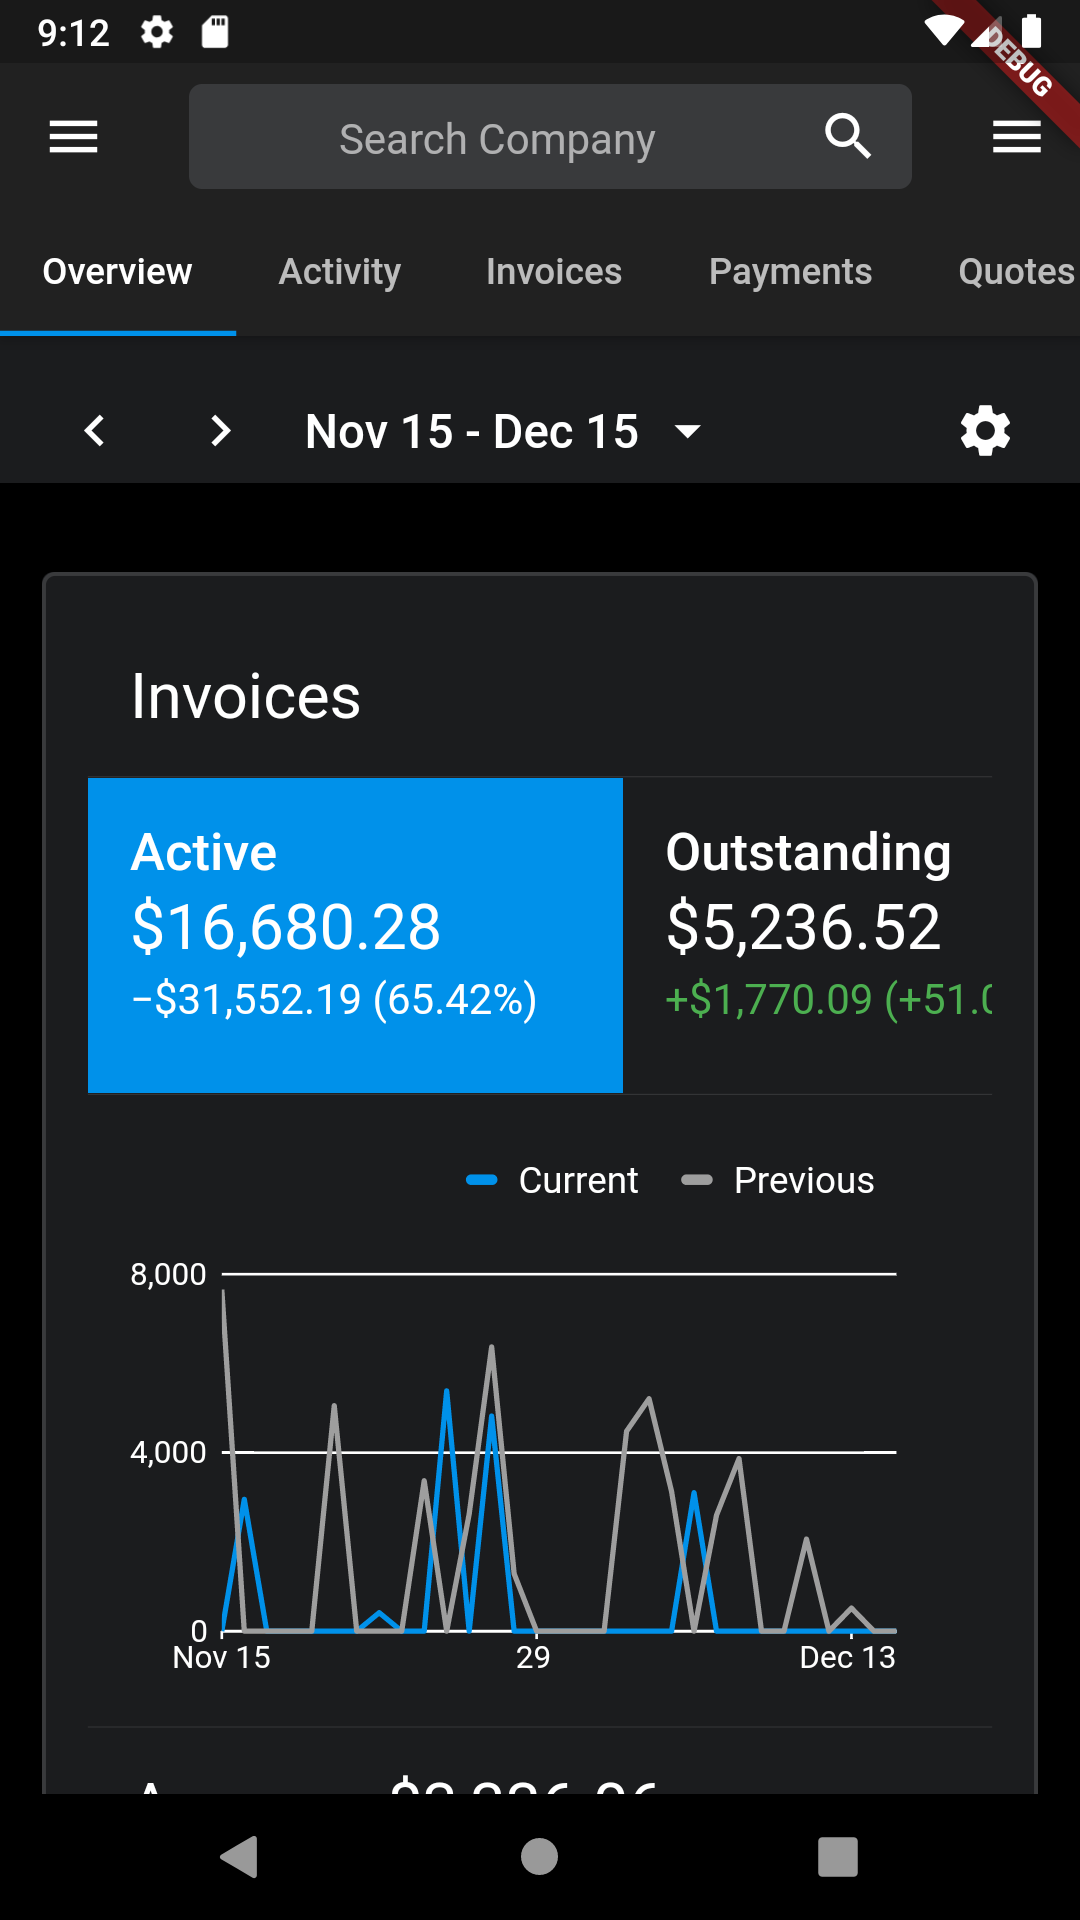 9:12
DEBUG
Search Company
Overview Activity Invoices Payments Quotes
Nov 15 - Dec 15
Invoices
Active Outstanding
$16,680.28 $5,236.52
−$31,552.19 (65.42%) +$1,770.09 (+51.0
Current Previous
8,000
4,000
0
Nov 15 29 Dec 13